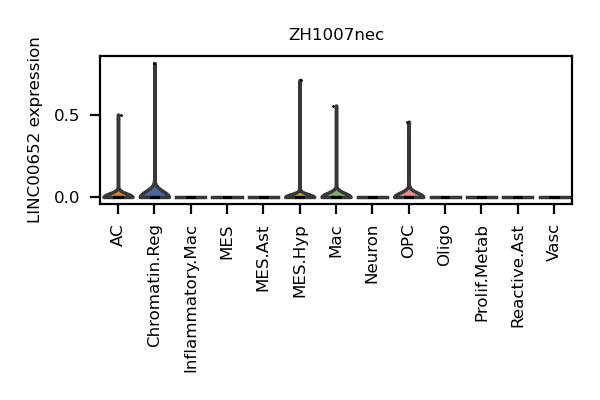 ZH1007nec
LINC00652 expression
0.5
0.0
AC
Chromatin.Reg
Inflammatory.Mac
MES
MES.Ast
MES.Hyp
Mac
Neuron
OPC
Oligo
Prolif.Metab
Reactive.Ast
Vasc